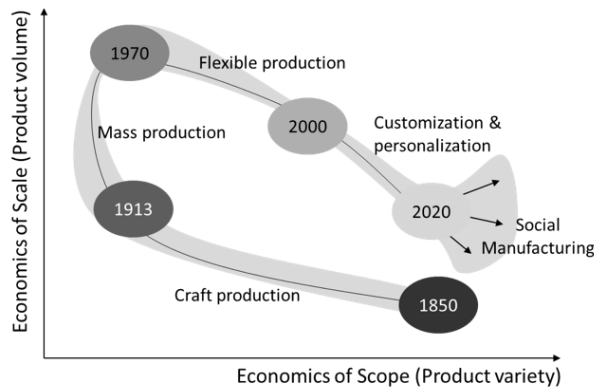 1970
Flexible production
2000
Mass production
Customization &
personalization
1913
2020
Social
Manufacturing
Craft production
1850
Economics of Scale (Product volume)
Economics of Scope (Product variety)